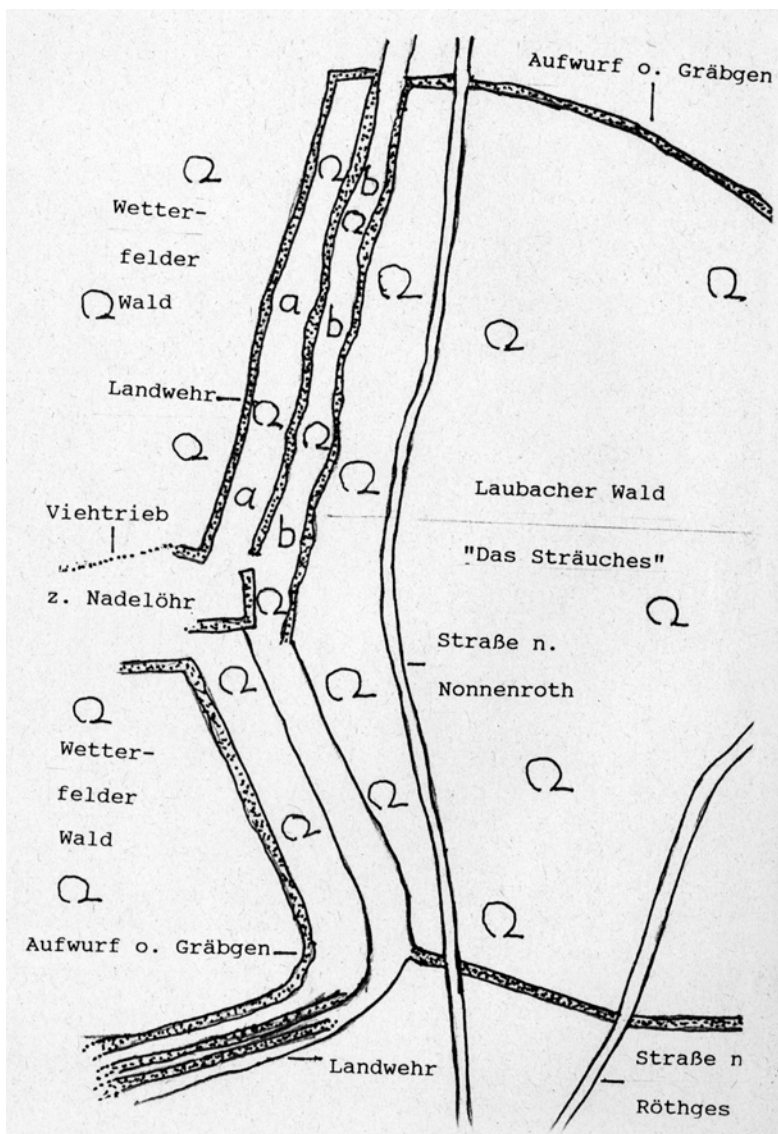 Aufwurf o. Gräbgen
b
Wetter-
felder
Wald
a
b
Landwehr
a
Laubacher Wald
Viehtrieb
b
"Das Sträuches"
z. Nadelöhr
Straße n.
Nonnenroth
Wetter-
felder
Wald
Aufwurf o. Gräbgen
Landwehr
Straße n
Röthges